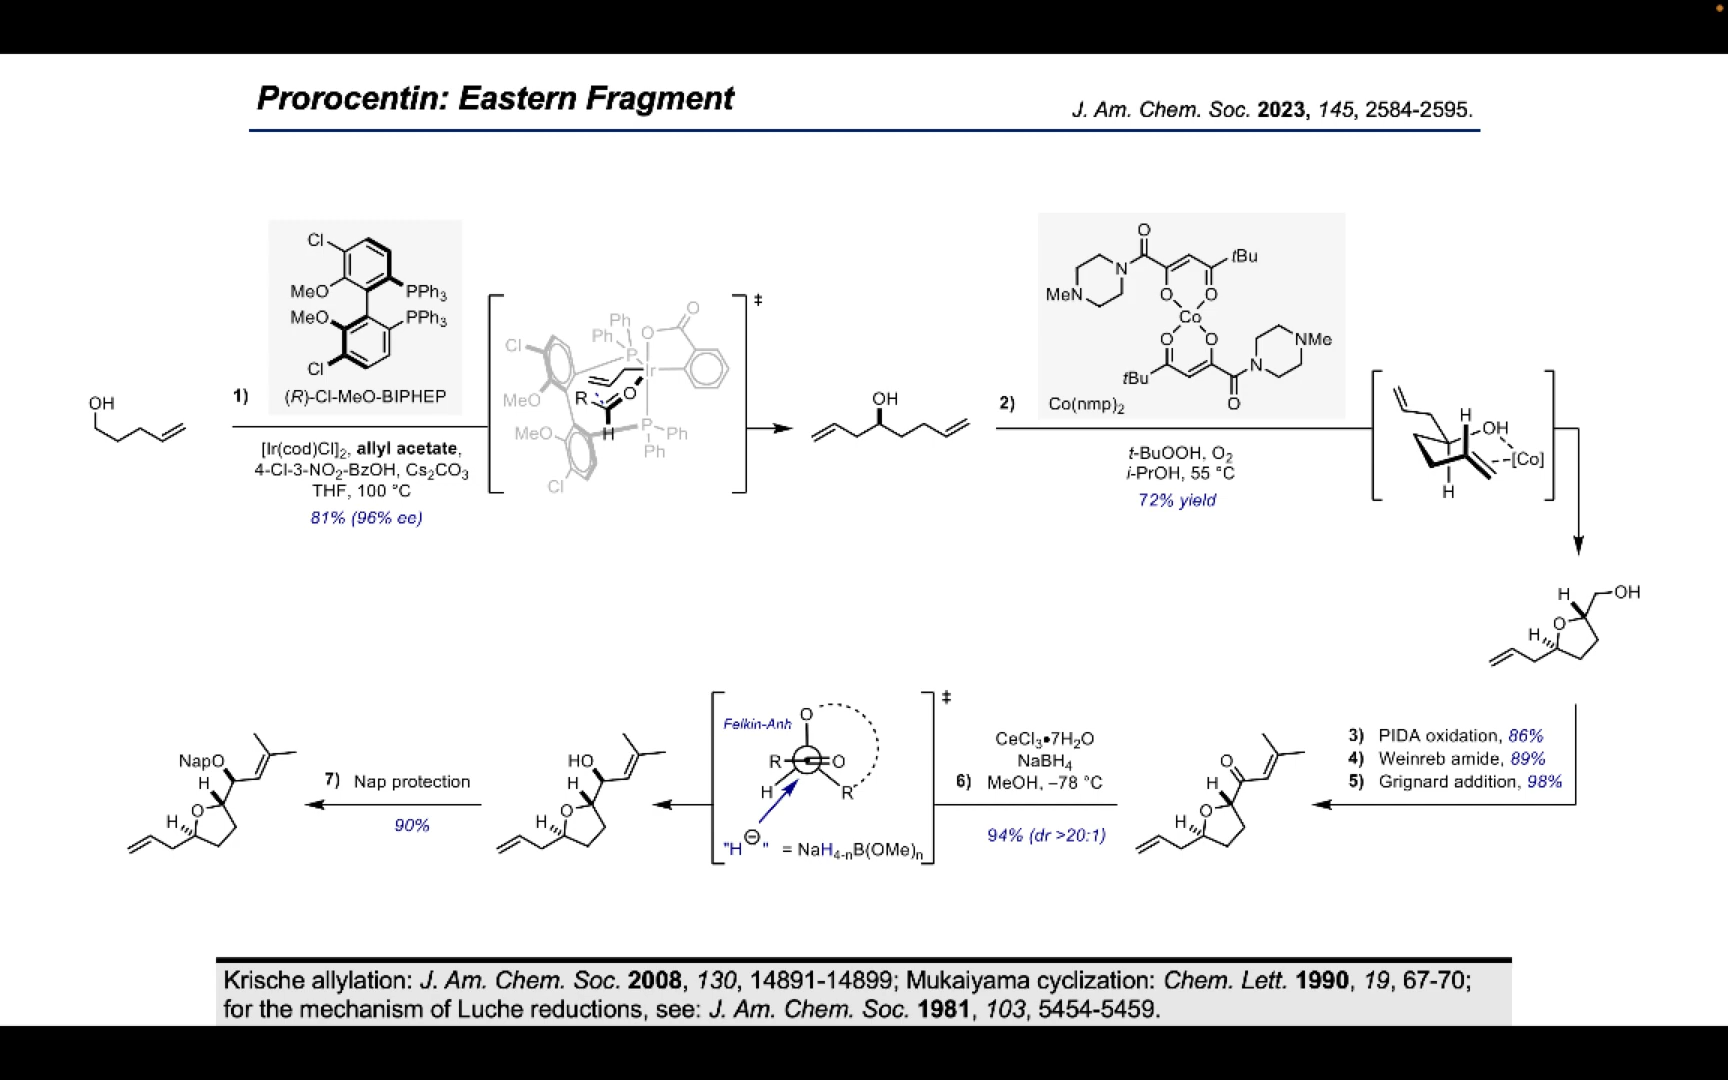 Prorocentin: Eastern Fragment
J. Am. Chem. Soc. 2023, 145, 2584-2595.
Cl
MeO
PPh3
MeO
PPh3
Cl
(R)-Cl-MeO-BIPHEP
1)
OH
[Ir(cod)Cl]2, allyl acetate,
4-Cl-3-NO2-BzOH, Cs2CO3
THF, 100 °C
81% (96% ee)
‡
O
Ph
O
Ph
Cl
P
Ir
MeO
R
O
H
MeO
P
Ph
Ph
Cl
OH
2)
O
tBu
N
MeN
O
O
Co
O
O
NMe
N
tBu
O
Co(nmp)2
t-BuOOH, O2
i-PrOH, 55 °C
72% yield
H
OH
[Co]
H
H
OH
O
H
3) PIDA oxidation, 86%
4) Weinreb amide, 89%
5) Grignard addition, 98%
O
H
O
H
CeCl3•7H2O
NaBH4
6) MeOH, –78 °C
94% (dr >20:1)
‡
Felkin-Anh
O
R
O
H
R
"H⊖" = NaH4-nB(OMe)n
HO
H
O
H
7) Nap protection
90%
NapO
H
O
H
Krische allylation: J. Am. Chem. Soc. 2008, 130, 14891-14899; Mukaiyama cyclization: Chem. Lett. 1990, 19, 67-70;
for the mechanism of Luche reductions, see: J. Am. Chem. Soc. 1981, 103, 5454-5459.